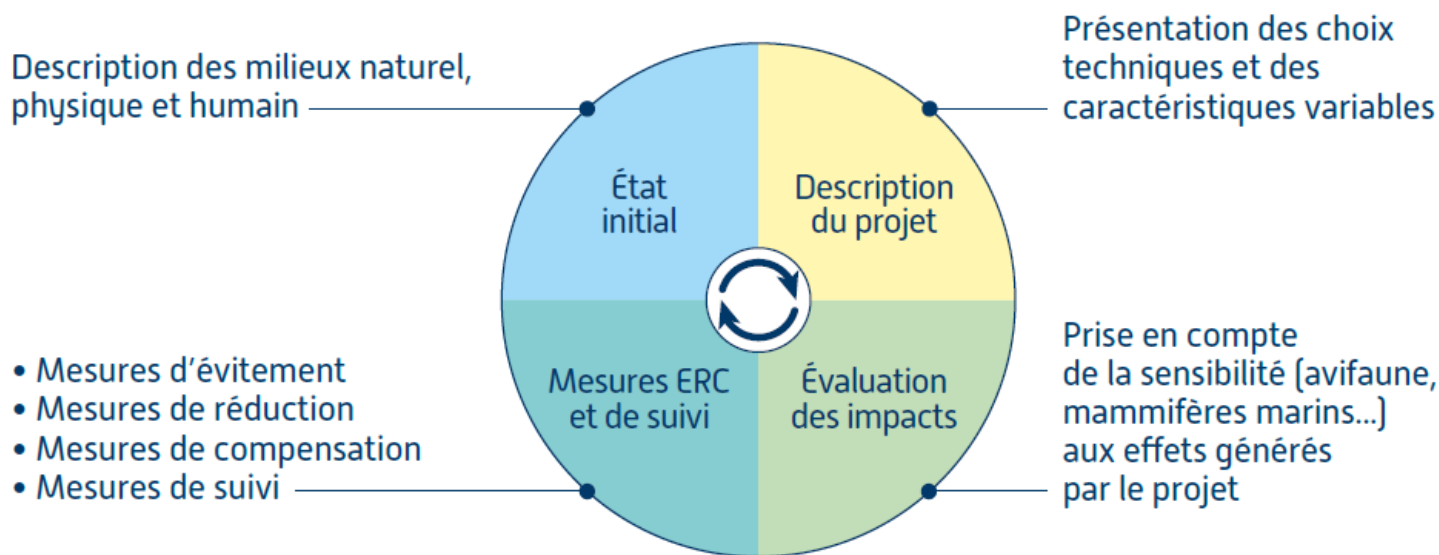 Description des milieux naturel,
physique et humain
Présentation des choix
techniques et des
caractéristiques variables
État
initial
Description
du projet
Mesures ERC
et de suivi
Évaluation
des impacts
• Mesures d’évitement
• Mesures de réduction
• Mesures de compensation
• Mesures de suivi
Prise en compte
de la sensibilité (avifaune,
mammifères marins...)
aux effets générés
par le projet